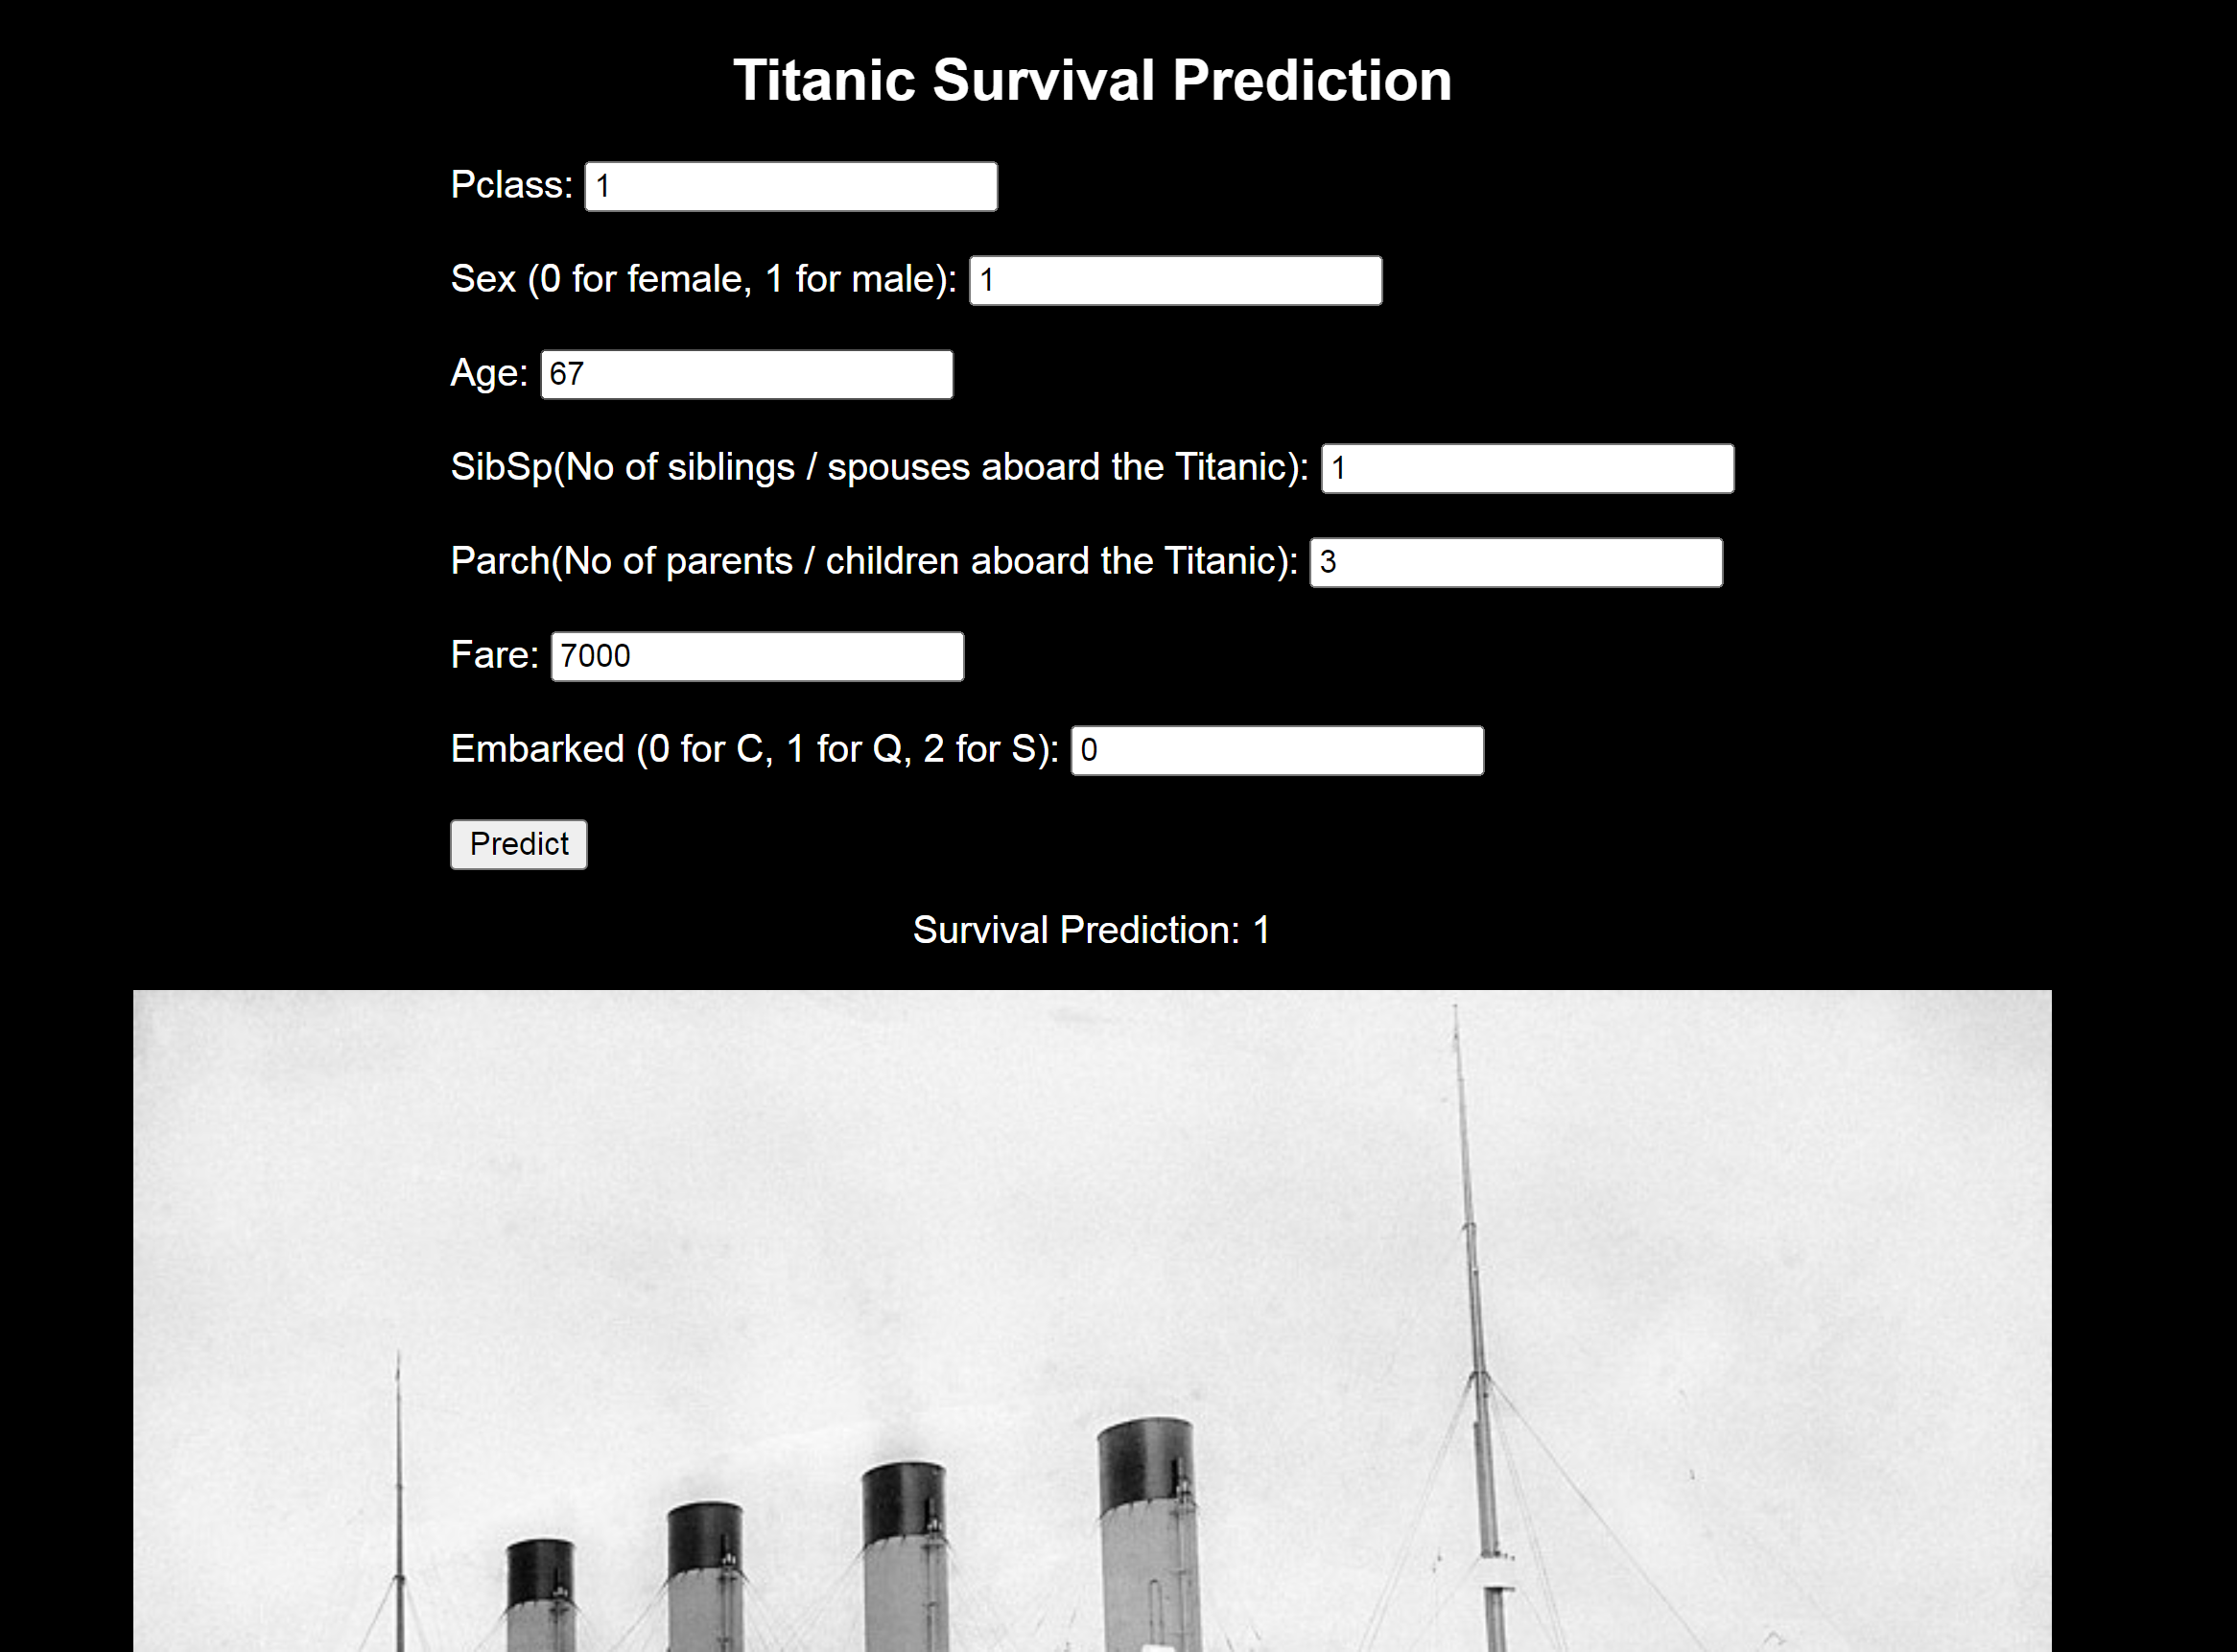 Titanic Survival Prediction
Pclass: 1
Sex (0 for female, 1 for male): 1
Age: 67
SibSp(No of siblings / spouses aboard the Titanic): 1
Parch(No of parents / children aboard the Titanic): 3
Fare: 7000
Embarked (0 for C, 1 for Q, 2 for S): 0
Predict
Survival Prediction: 1